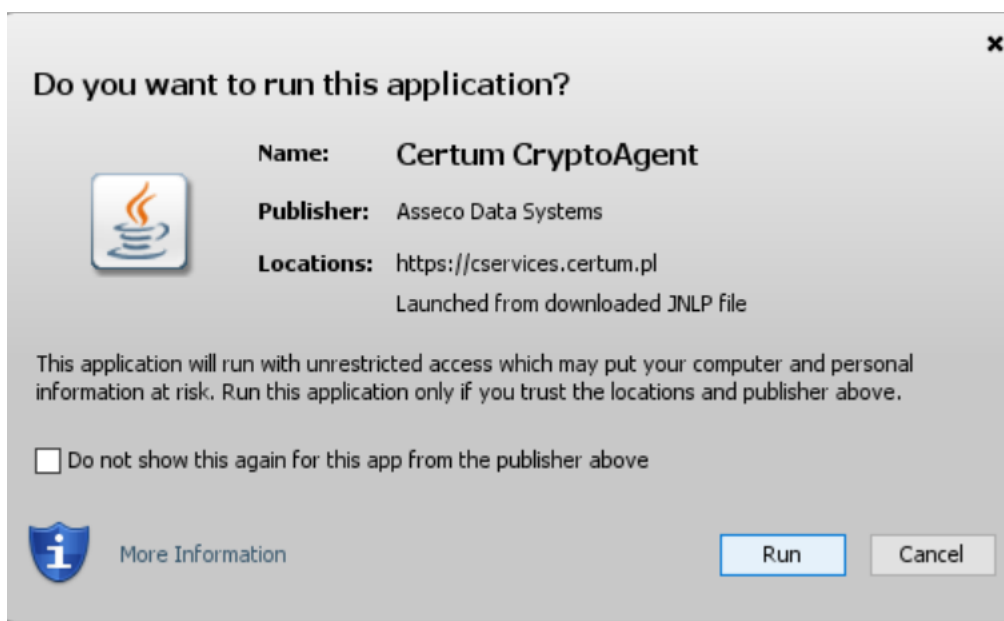 Do you want to run this application?
Name: Certum CryptoAgent
Publisher: Asseco Data Systems
Locations: https://cservices.certum.pl
Launched from downloaded JNLP file
This application will run with unrestricted access which may put your computer and personal
information at risk. Run this application only if you trust the locations and publisher above.
Do not show this again for this app from the publisher above
More Information
Run
Cancel